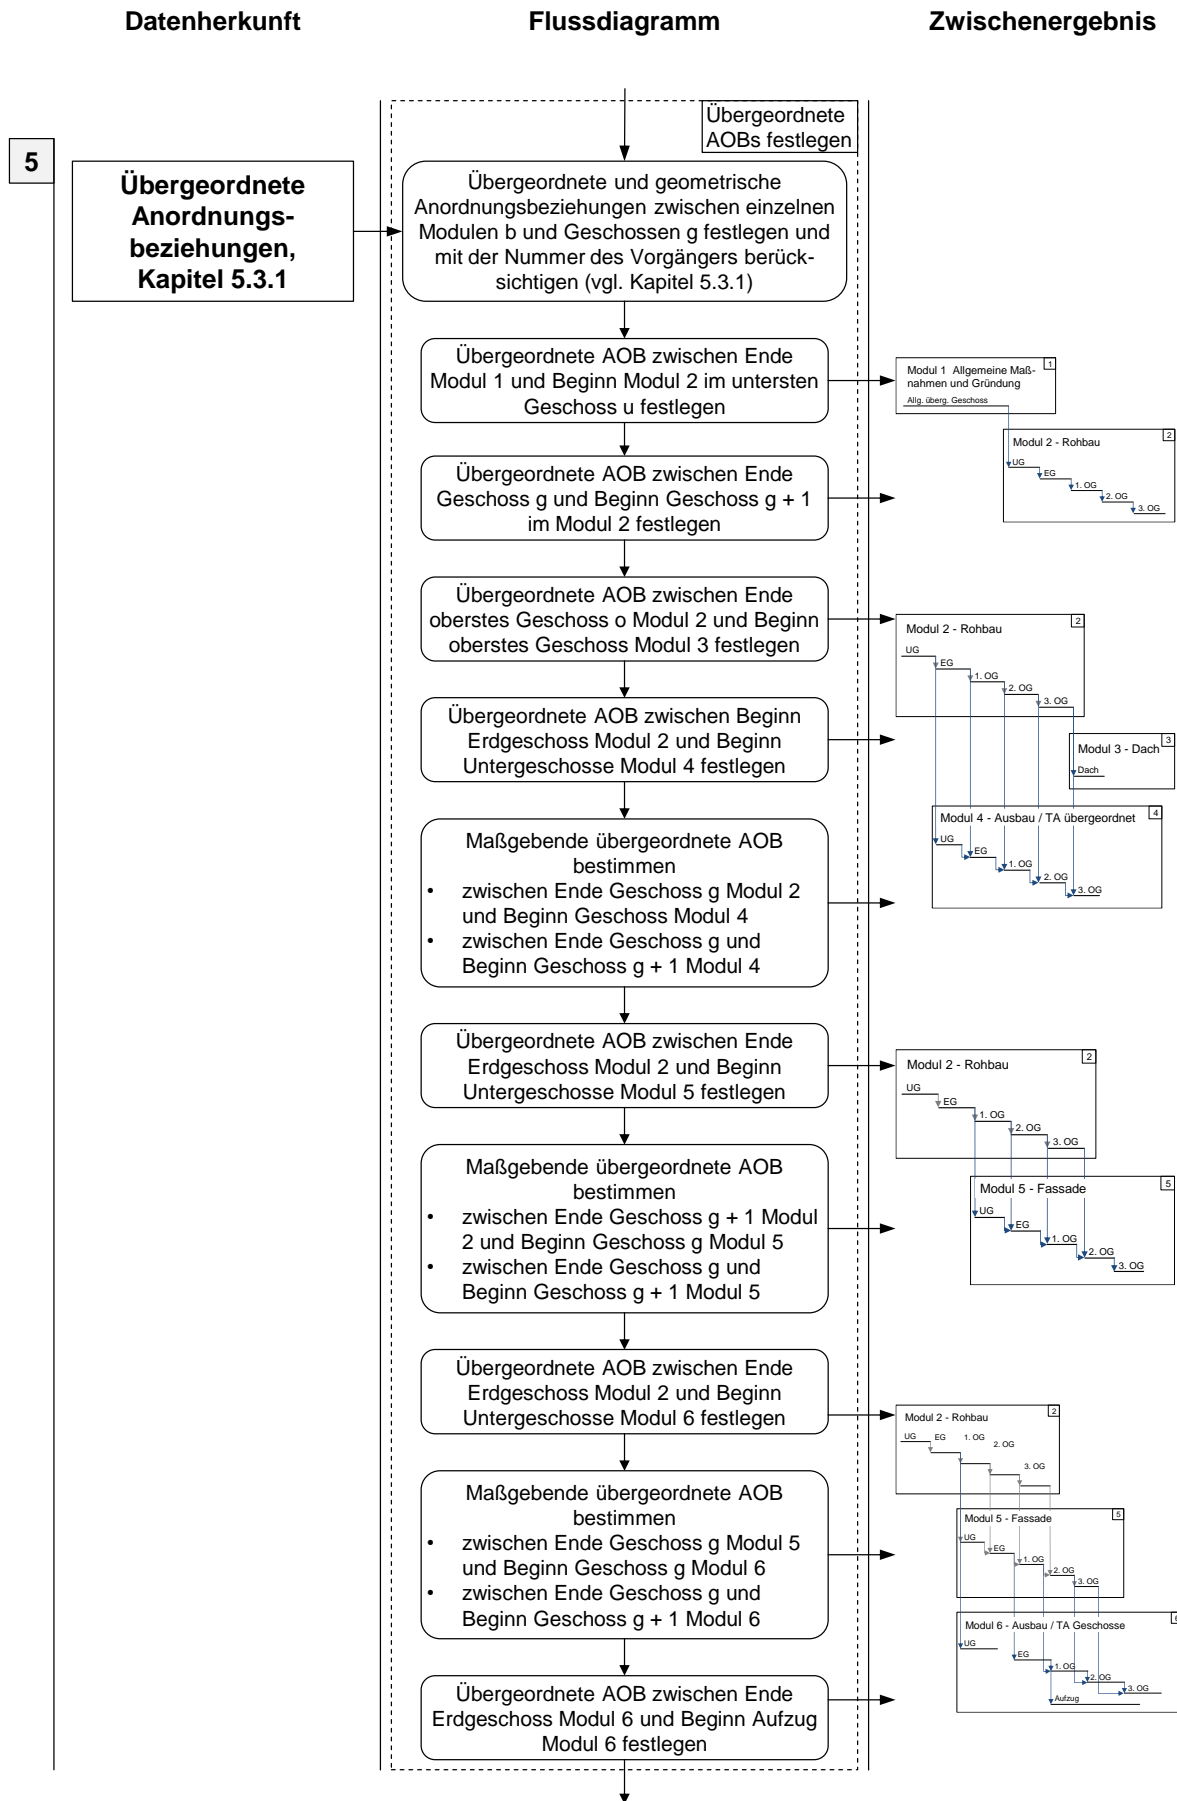 Datenherkunft
Flussdiagramm
Zwischenergebnis
Übergeordnete
AOBs festlegen
5
Übergeordnete
Anordnungs-
beziehungen,
Kapitel 5.3.1
Übergeordnete und geometrische
Anordnungsbeziehungen zwischen einzelnen
Modulen b und Geschossen g festlegen und
mit der Nummer des Vorgängers berück-
sichtigen (vgl. Kapitel 5.3.1)
Übergeordnete AOB zwischen Ende
Modul 1 und Beginn Modul 2 im untersten
Geschoss u festlegen
Modul 1 Allgemeine Maß-
nahmen und Gründung
1
Allg. überg. Geschoss
Übergeordnete AOB zwischen Ende
Geschoss g und Beginn Geschoss g + 1
im Modul 2 festlegen
Modul 2 - Rohbau
2
UG
EG
1. OG
2. OG
3. OG
Übergeordnete AOB zwischen Ende
oberstes Geschoss o Modul 2 und Beginn
oberstes Geschoss Modul 3 festlegen
Modul 2 - Rohbau
2
UG
EG
1. OG
2. OG
3. OG
Übergeordnete AOB zwischen Beginn
Erdgeschoss Modul 2 und Beginn
Untergeschosse Modul 4 festlegen
Modul 3 - Dach
3
Dach
Maßgebende übergeordnete AOB
bestimmen
• zwischen Ende Geschoss g Modul 2
und Beginn Geschoss Modul 4
• zwischen Ende Geschoss g und
Beginn Geschoss g + 1 Modul 4
Modul 4 - Ausbau / TA übergeordnet
4
UG
EG
1. OG
2. OG
3. OG
Übergeordnete AOB zwischen Ende
Erdgeschoss Modul 2 und Beginn
Untergeschosse Modul 5 festlegen
Modul 2 - Rohbau
2
UG
EG
1. OG
2. OG
3. OG
Maßgebende übergeordnete AOB
bestimmen
• zwischen Ende Geschoss g + 1 Modul
2 und Beginn Geschoss g Modul 5
• zwischen Ende Geschoss g und
Beginn Geschoss g + 1 Modul 5
Modul 5 - Fassade
5
UG
EG
1. OG
2. OG
3. OG
Übergeordnete AOB zwischen Ende
Erdgeschoss Modul 2 und Beginn
Untergeschosse Modul 6 festlegen
Modul 2 - Rohbau
2
UG
EG
1. OG
2. OG
3. OG
Maßgebende übergeordnete AOB
bestimmen
• zwischen Ende Geschoss g Modul 5
und Beginn Geschoss g Modul 6
• zwischen Ende Geschoss g und
Beginn Geschoss g + 1 Modul 6
Modul 5 - Fassade
5
UG
EG
1. OG
2. OG
3. OG
Übergeordnete AOB zwischen Ende
Erdgeschoss Modul 6 und Beginn Aufzug
Modul 6 festlegen
Modul 6 - Ausbau / TA Geschosse
6
UG
EG
1. OG
2. OG
3. OG
Aufzug